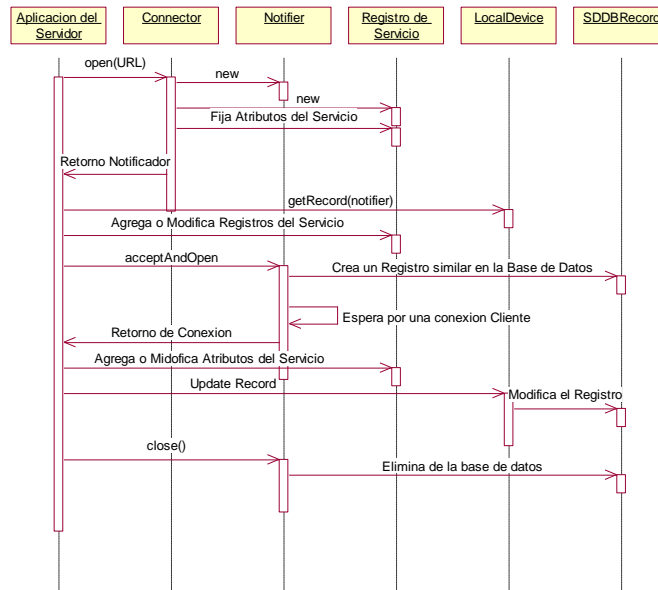 Aplicacion del
Servidor
Connector
Notifier
Registro de
Servicio
LocalDevice
SDDBRecord
open(URL)
new
new
Fija Atributos del Servicio
Retorno Notificador
getRecord(notifier)
Agrega o Modifica Registros del Servicio
acceptAndOpen
Crea un Registro similar en la Base de Datos
Espera por una conexion Cliente
Retorno de Conexion
Agrega o Midofica Atributos del Servicio
Update Record
Modifica el Registro
close()
Elimina de la base de datos